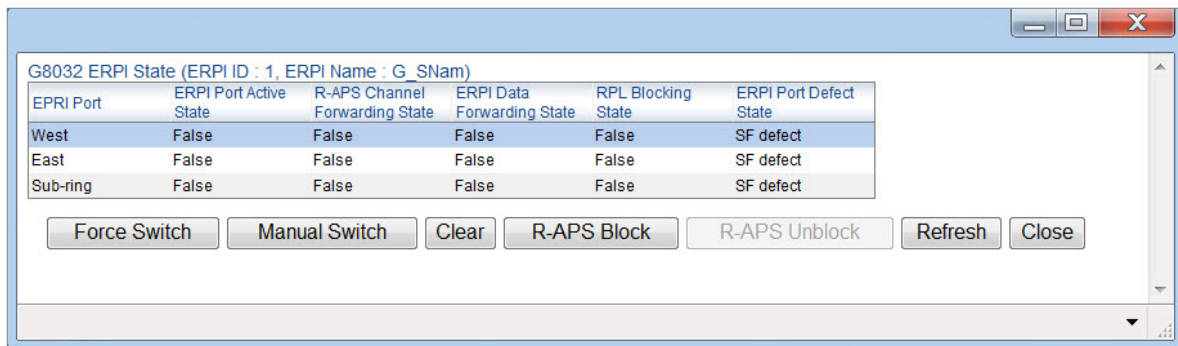 G8032 ERPI State (ERPI ID : 1, ERPI Name : G_SNam)
EPRI Port ERPI Port Active State R-APS Channel Forwarding State ERPI Data Forwarding State RPL Blocking State ERPI Port Defect State
West False False False False SF defect
East False False False False SF defect
Sub-ring False False False False SF defect
Force Switch Manual Switch Clear R-APS Block R-APS Unblock Refresh Close